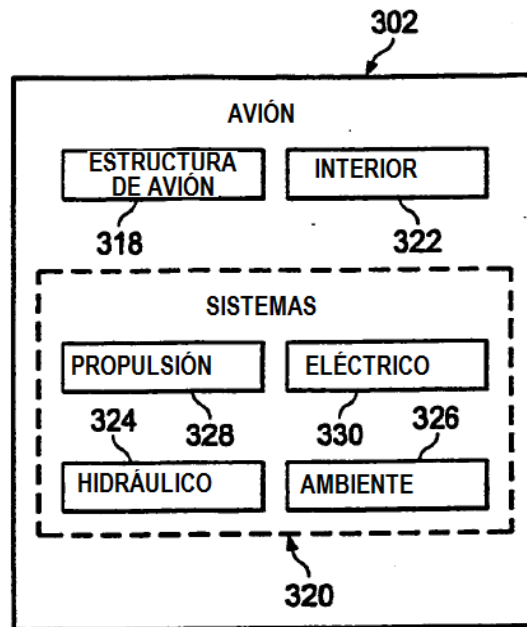 302
AVIÓN
ESTRUCTURA
DE AVIÓN
INTERIOR
318
322
SISTEMAS
PROPULSIÓN
ELÉCTRICO
324
328
330
326
HIDRÁULICO
AMBIENTE
320